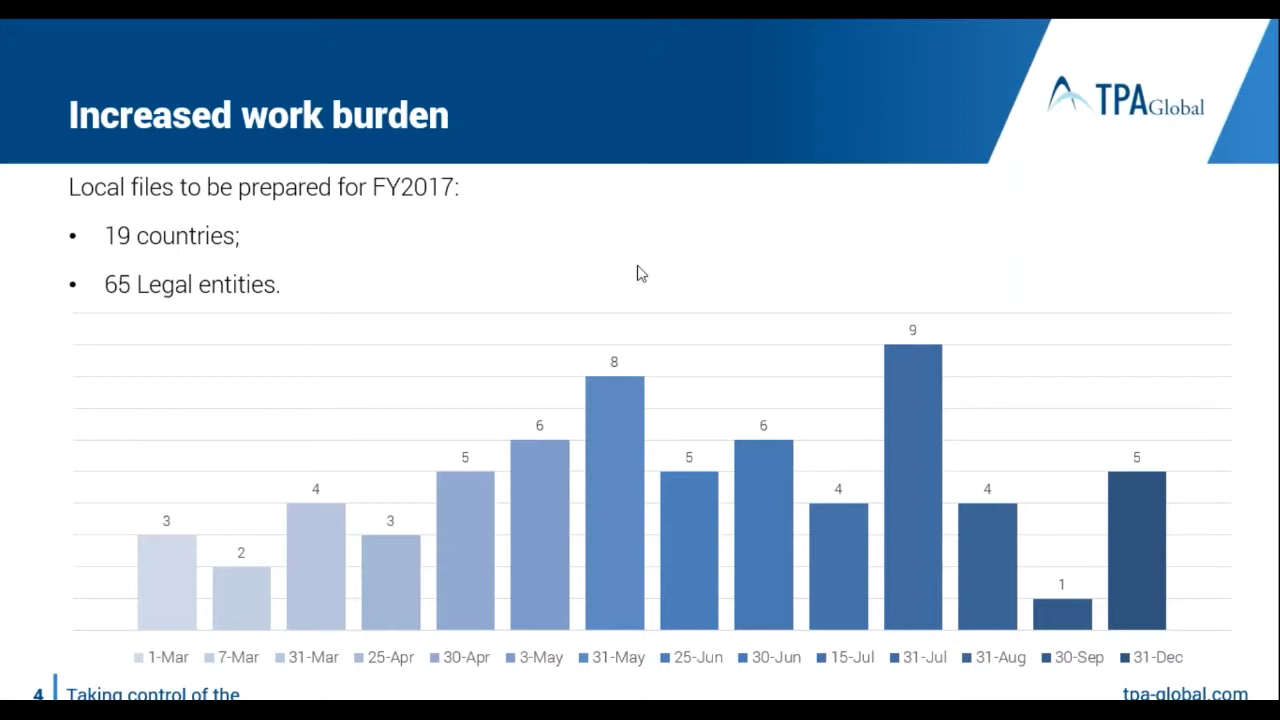 Increased work burden
TPAGlobal
Local files to be prepared for FY2017:
• 19 countries;
• 65 Legal entities.
3
2
4
3
5
6
8
5
6
4
9
4
1
5
1-Mar 7-Mar 31-Mar 25-Apr 30-Apr 3-May 31-May 25-Jun 30-Jun 15-Jul 31-Jul 31-Aug 30-Sep 31-Dec
4 Taking control of the
tpa-global.com